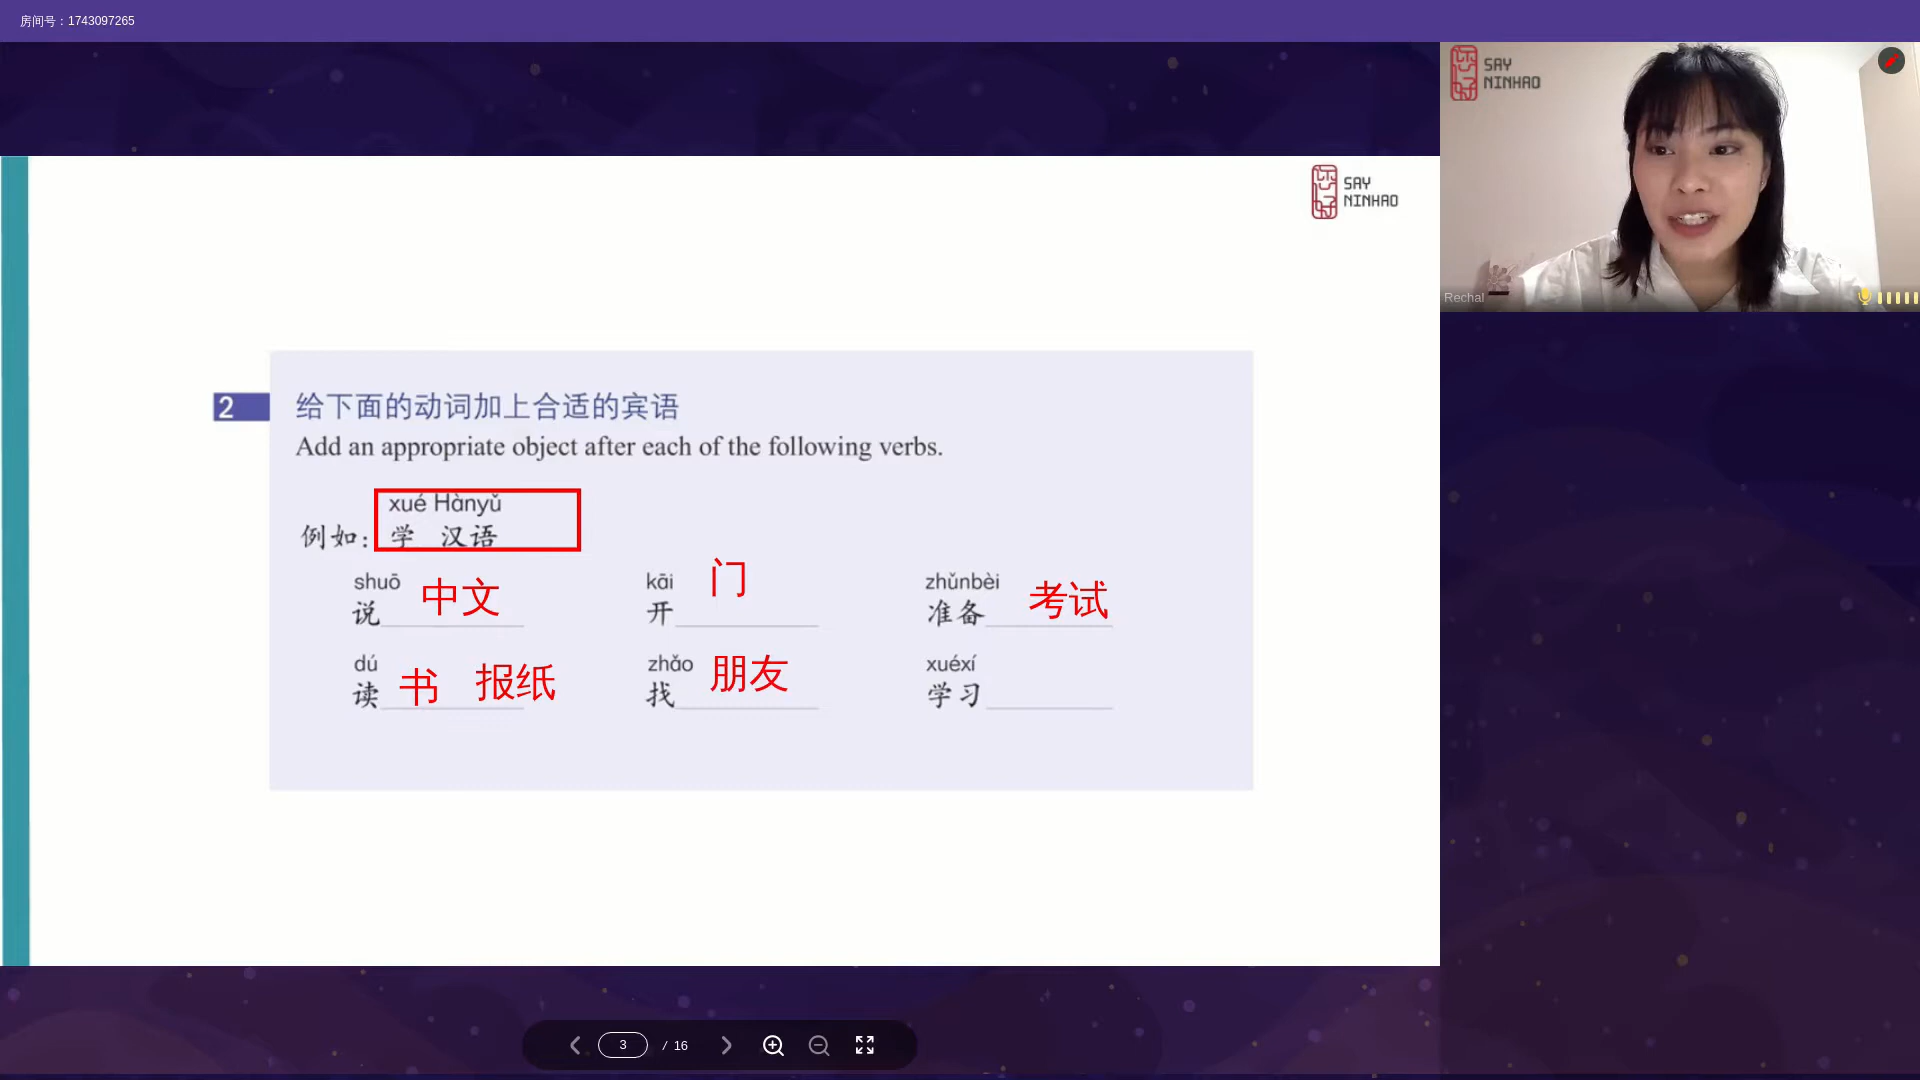 房间号：1743097265
SAY
NINHAO
SAY
NINHAO
Rechal
2 给下面的动词加上合适的宾语
Add an appropriate object after each of the following verbs.
xué Hànyǔ
例如: 学 汉语
shuō kāi zhǔnbèi
说 中文 开 门 准备 考试
dú zhǎo xuéxí
读 书 报纸 找 朋友 学习
3 / 16